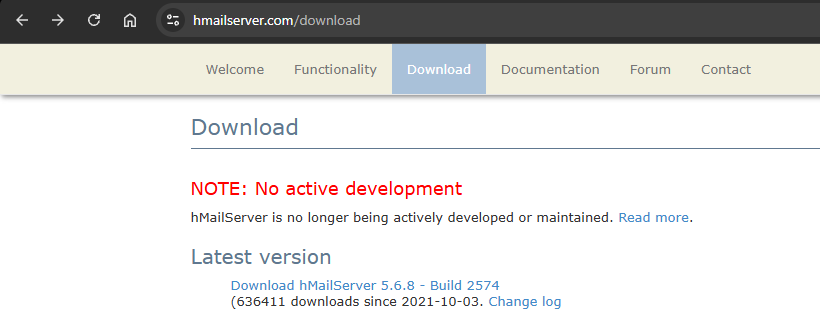 hmailserver.com/download
Welcome Functionality Download Documentation Forum Contact
Download
NOTE: No active development
hMailServer is no longer being actively developed or maintained. Read more.
Latest version
Download hMailServer 5.6.8 - Build 2574
(636411 downloads since 2021-10-03. Change log